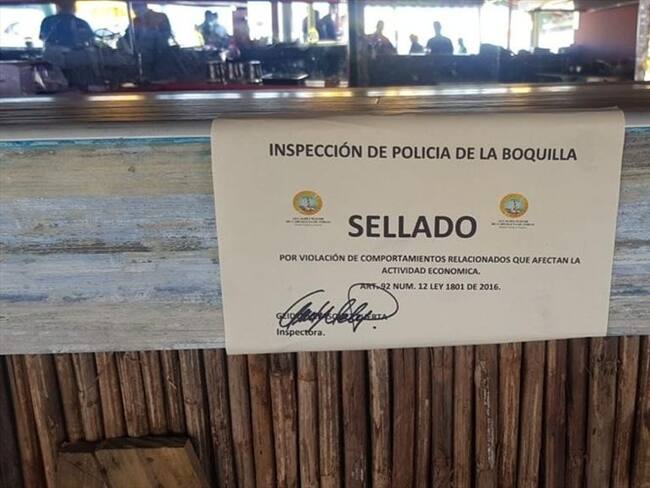 INSPECCIÓN DE POLICIA DE LA BOQUILLA
SELLADO
POR VIOLACIÓN DE COMPORTAMIENTOS RELACIONADOS QUE AFECTAN LA
ACTIVIDAD ECONOMICA.
ART. 92 NUM. 12 LEY 1801 DE 2016.
Inspectora.